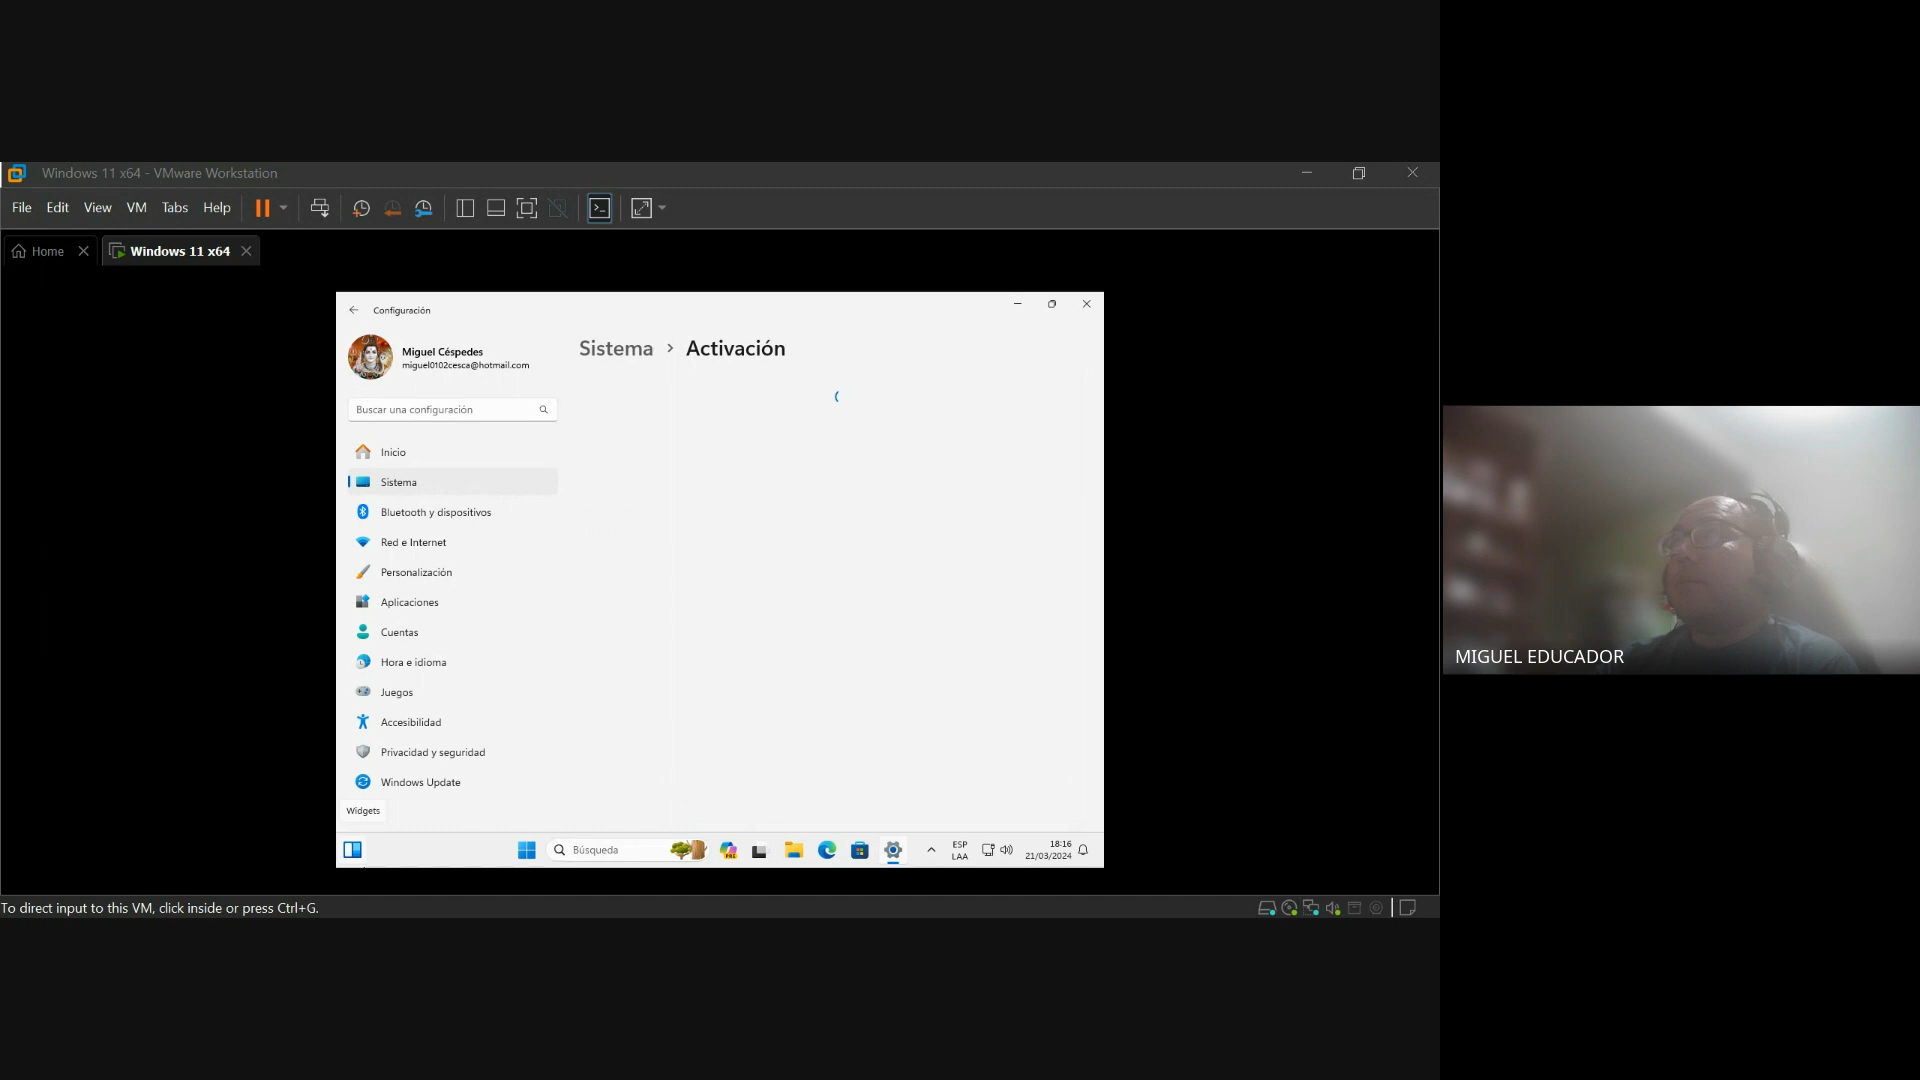 Windows 11 x64 - VMware Workstation
File Edit View VM Tabs Help
Home Windows 11 x64
Configuración
Miguel Céspedes
miguel0102cesca@hotmail.com
Sistema > Activación
Buscar una configuración
Inicio
Sistema
Bluetooth y dispositivos
Red e Internet
Personalización
Aplicaciones
Cuentas
Hora e idioma
Juegos
Accesibilidad
Privacidad y seguridad
Windows Update
Widgets
Búsqueda
PRE
ESP
LAA
18:16
21/03/2024
To direct input to this VM, click inside or press Ctrl+G.
MIGUEL EDUCADOR